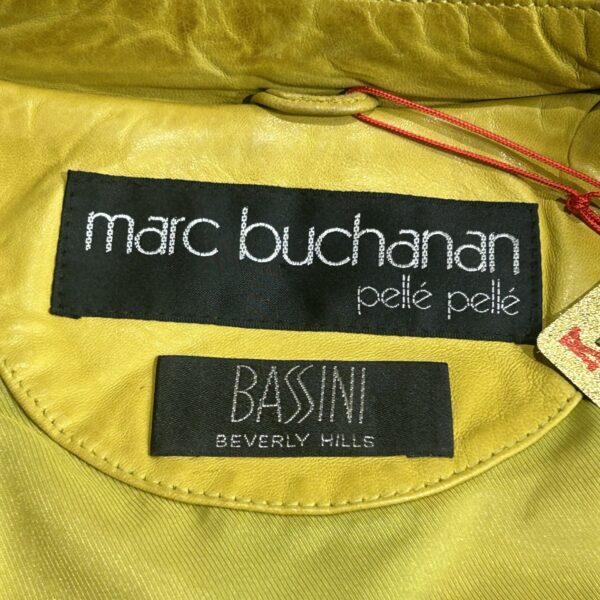 marc buchanan
pellé pellé
BASSINI
BEVERLY HILLS